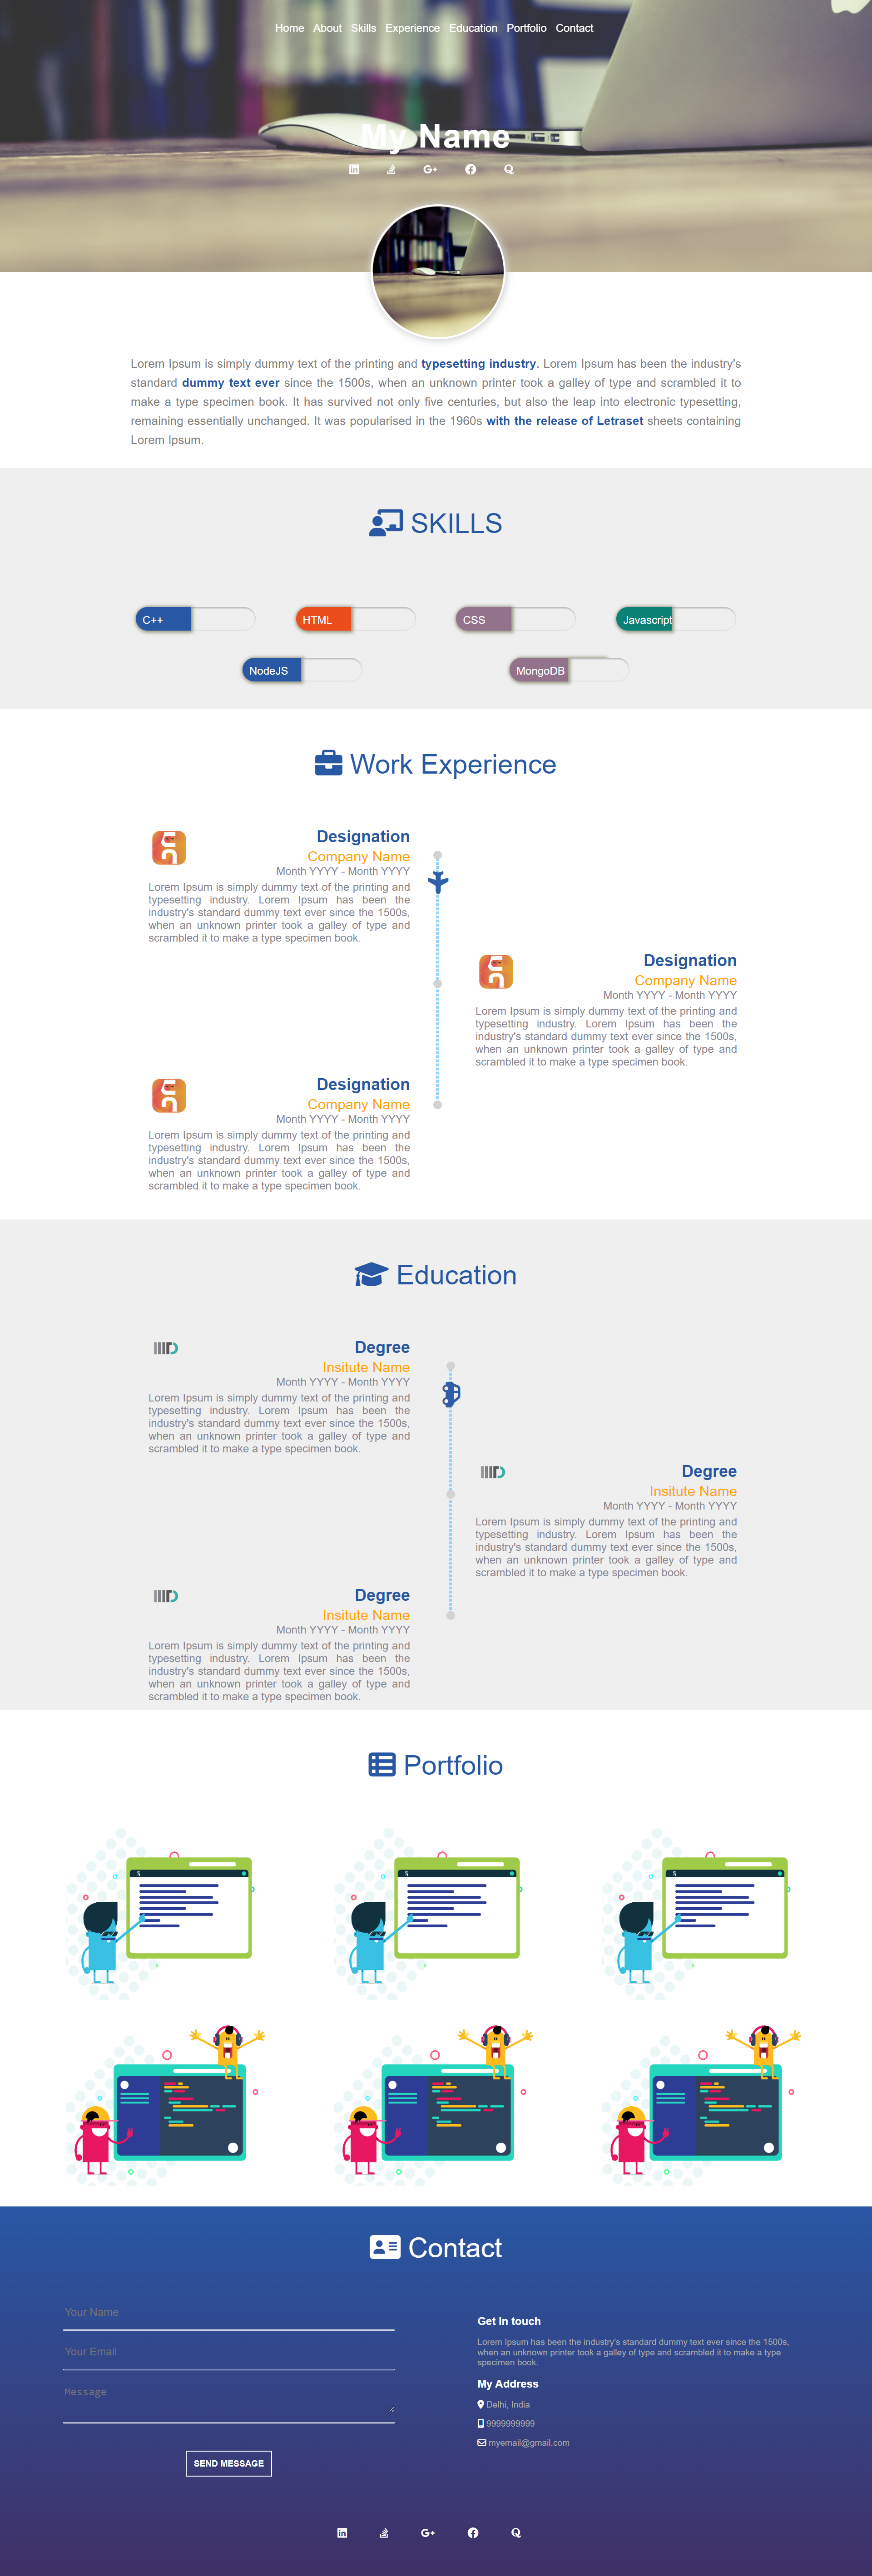 Home About Skills Experience Education Portfolio Contact
My Name
Lorem Ipsum is simply dummy text of the printing and typesetting industry. Lorem Ipsum has been the industry's
standard dummy text ever since the 1500s, when an unknown printer took a galley of type and scrambled it to
make a type specimen book. It has survived not only five centuries, but also the leap into electronic typesetting,
remaining essentially unchanged. It was popularised in the 1960s with the release of Letraset sheets containing
Lorem Ipsum.
SKILLS
C++ HTML CSS Javascript
NodeJS MongoDB
Work Experience
Designation
Company Name
Month YYYY - Month YYYY
Lorem Ipsum is simply dummy text of the printing and
typesetting industry. Lorem Ipsum has been the
industry's standard dummy text ever since the 1500s,
when an unknown printer took a galley of type and
scrambled it to make a type specimen book.
Designation
Company Name
Month YYYY - Month YYYY
Lorem Ipsum is simply dummy text of the printing and
typesetting industry. Lorem Ipsum has been the
industry's standard dummy text ever since the 1500s,
when an unknown printer took a galley of type and
scrambled it to make a type specimen book.
Designation
Company Name
Month YYYY - Month YYYY
Lorem Ipsum is simply dummy text of the printing and
typesetting industry. Lorem Ipsum has been the
industry's standard dummy text ever since the 1500s,
when an unknown printer took a galley of type and
scrambled it to make a type specimen book.
Education
Degree
Insitute Name
Month YYYY - Month YYYY
Lorem Ipsum is simply dummy text of the printing and
typesetting industry. Lorem Ipsum has been the
industry's standard dummy text ever since the 1500s,
when an unknown printer took a galley of type and
scrambled it to make a type specimen book.
Degree
Insitute Name
Month YYYY - Month YYYY
Lorem Ipsum is simply dummy text of the printing and
typesetting industry. Lorem Ipsum has been the
industry's standard dummy text ever since the 1500s,
when an unknown printer took a galley of type and
scrambled it to make a type specimen book.
Degree
Insitute Name
Month YYYY - Month YYYY
Lorem Ipsum is simply dummy text of the printing and
typesetting industry. Lorem Ipsum has been the
industry's standard dummy text ever since the 1500s,
when an unknown printer took a galley of type and
scrambled it to make a type specimen book.
Portfolio
Contact
Your Name
Your Email
Message
SEND MESSAGE
Get In touch
Lorem Ipsum has been the industry's standard dummy text ever since the 1500s,
when an unknown printer took a galley of type and scrambled it to make a type
specimen book.
My Address
Delhi, India
9999999999
myemail@gmail.com